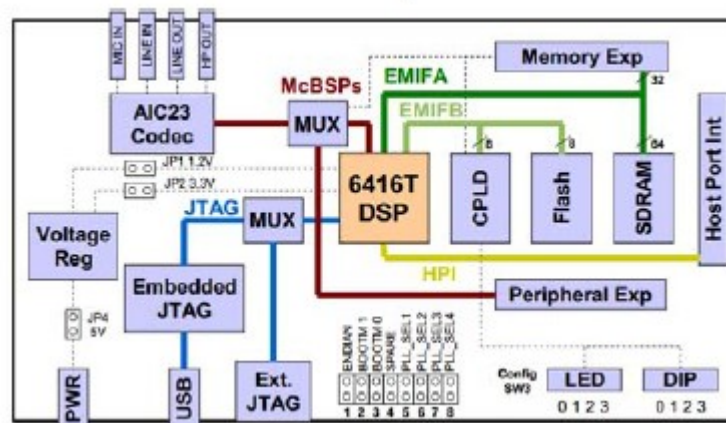 MIC IN
LINE IN
LINE OUT
HP OUT
AIC23
Codec
McBSPs
MUX
Memory Exp
32
EMIFA
EMIFB
JP1 1.2V
JP2 3.3V
6416T
DSP
8
CPLD
8
Flash
64
SDRAM
Host Port Int
Voltage
Reg
JTAG
MUX
HPI
Embedded
JTAG
Peripheral Exp
JP4
5V
PWR
USB
Ext.
JTAG
ENDIAN
BOOTM 1
BOOTM 0
SPARE
PLL_SEL1
PLL_SEL2
PLL_SEL3
PLL_SEL4
1 2 3 4 5 6 7 8
Config
SW3
LED
DIP
0 1 2 3
0 1 2 3